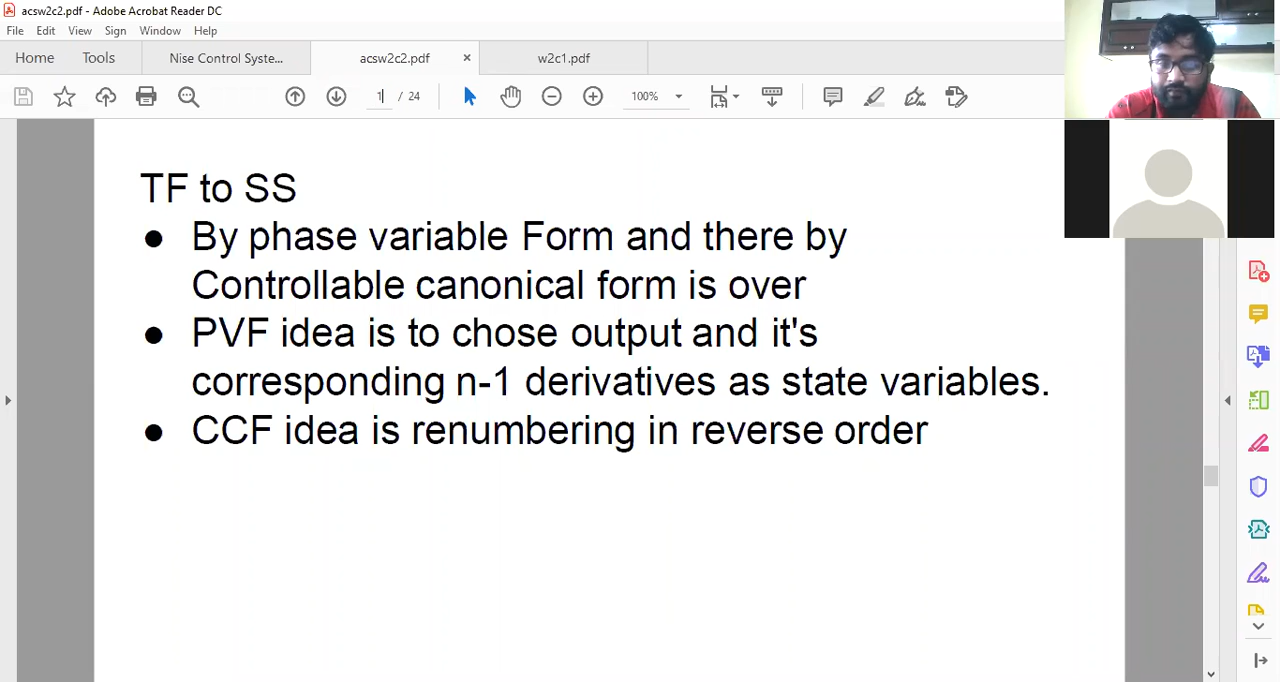 acsw2c2.pdf - Adobe Acrobat Reader DC
File Edit View Sign Window Help
Home Tools Nise Control Syste... acsw2c2.pdf × w2c1.pdf
1 / 24 100%
TF to SS
● By phase variable Form and there by
Controllable canonical form is over
● PVF idea is to chose output and it's
corresponding n-1 derivatives as state variables.
● CCF idea is renumbering in reverse order